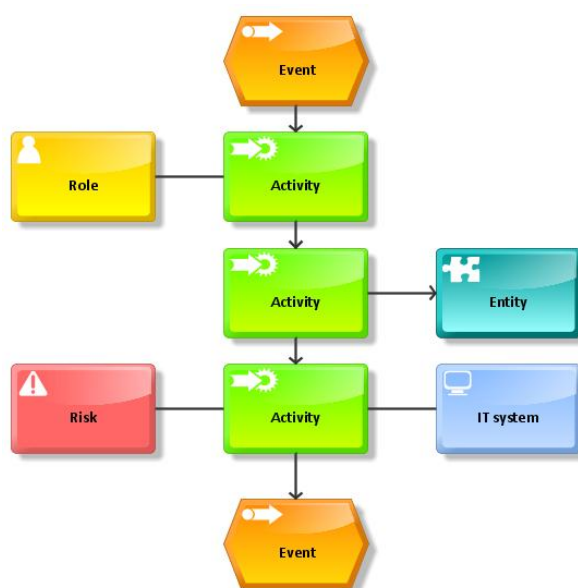 Event
Role
Activity
Activity
Entity
Risk
Activity
IT system
Event